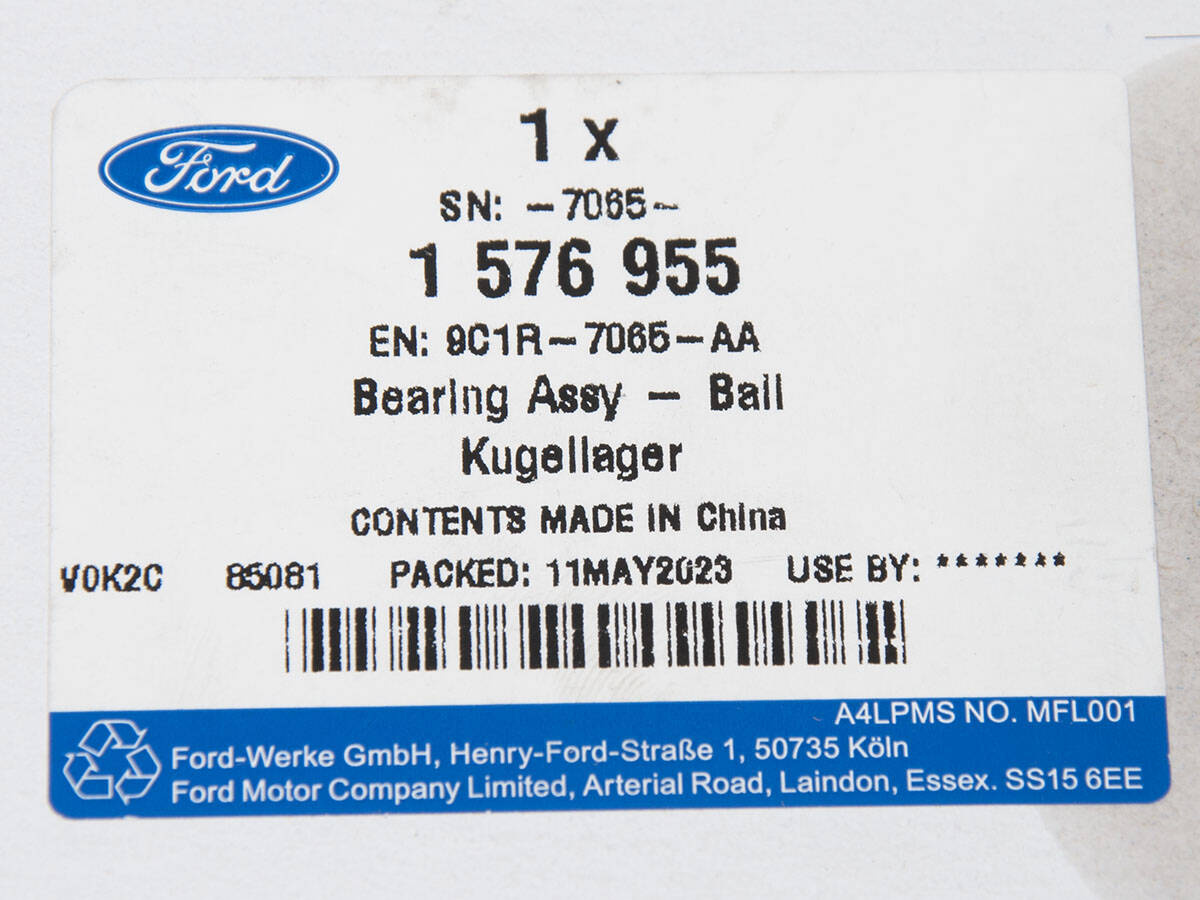 Ford
1 x
SN: -7065-
1 576 955
EN: 9C1R-7065-AA
Bearing Assy - Ball
Kugellager
CONTENTS MADE IN China
V0K2C 85081 PACKED: 11MAY2023 USE BY: *******
A4LPMS NO. MFL001
Ford-Werke GmbH, Henry-Ford-Straße 1, 50735 Köln
Ford Motor Company Limited, Arterial Road, Laindon, Essex. SS15 6EE